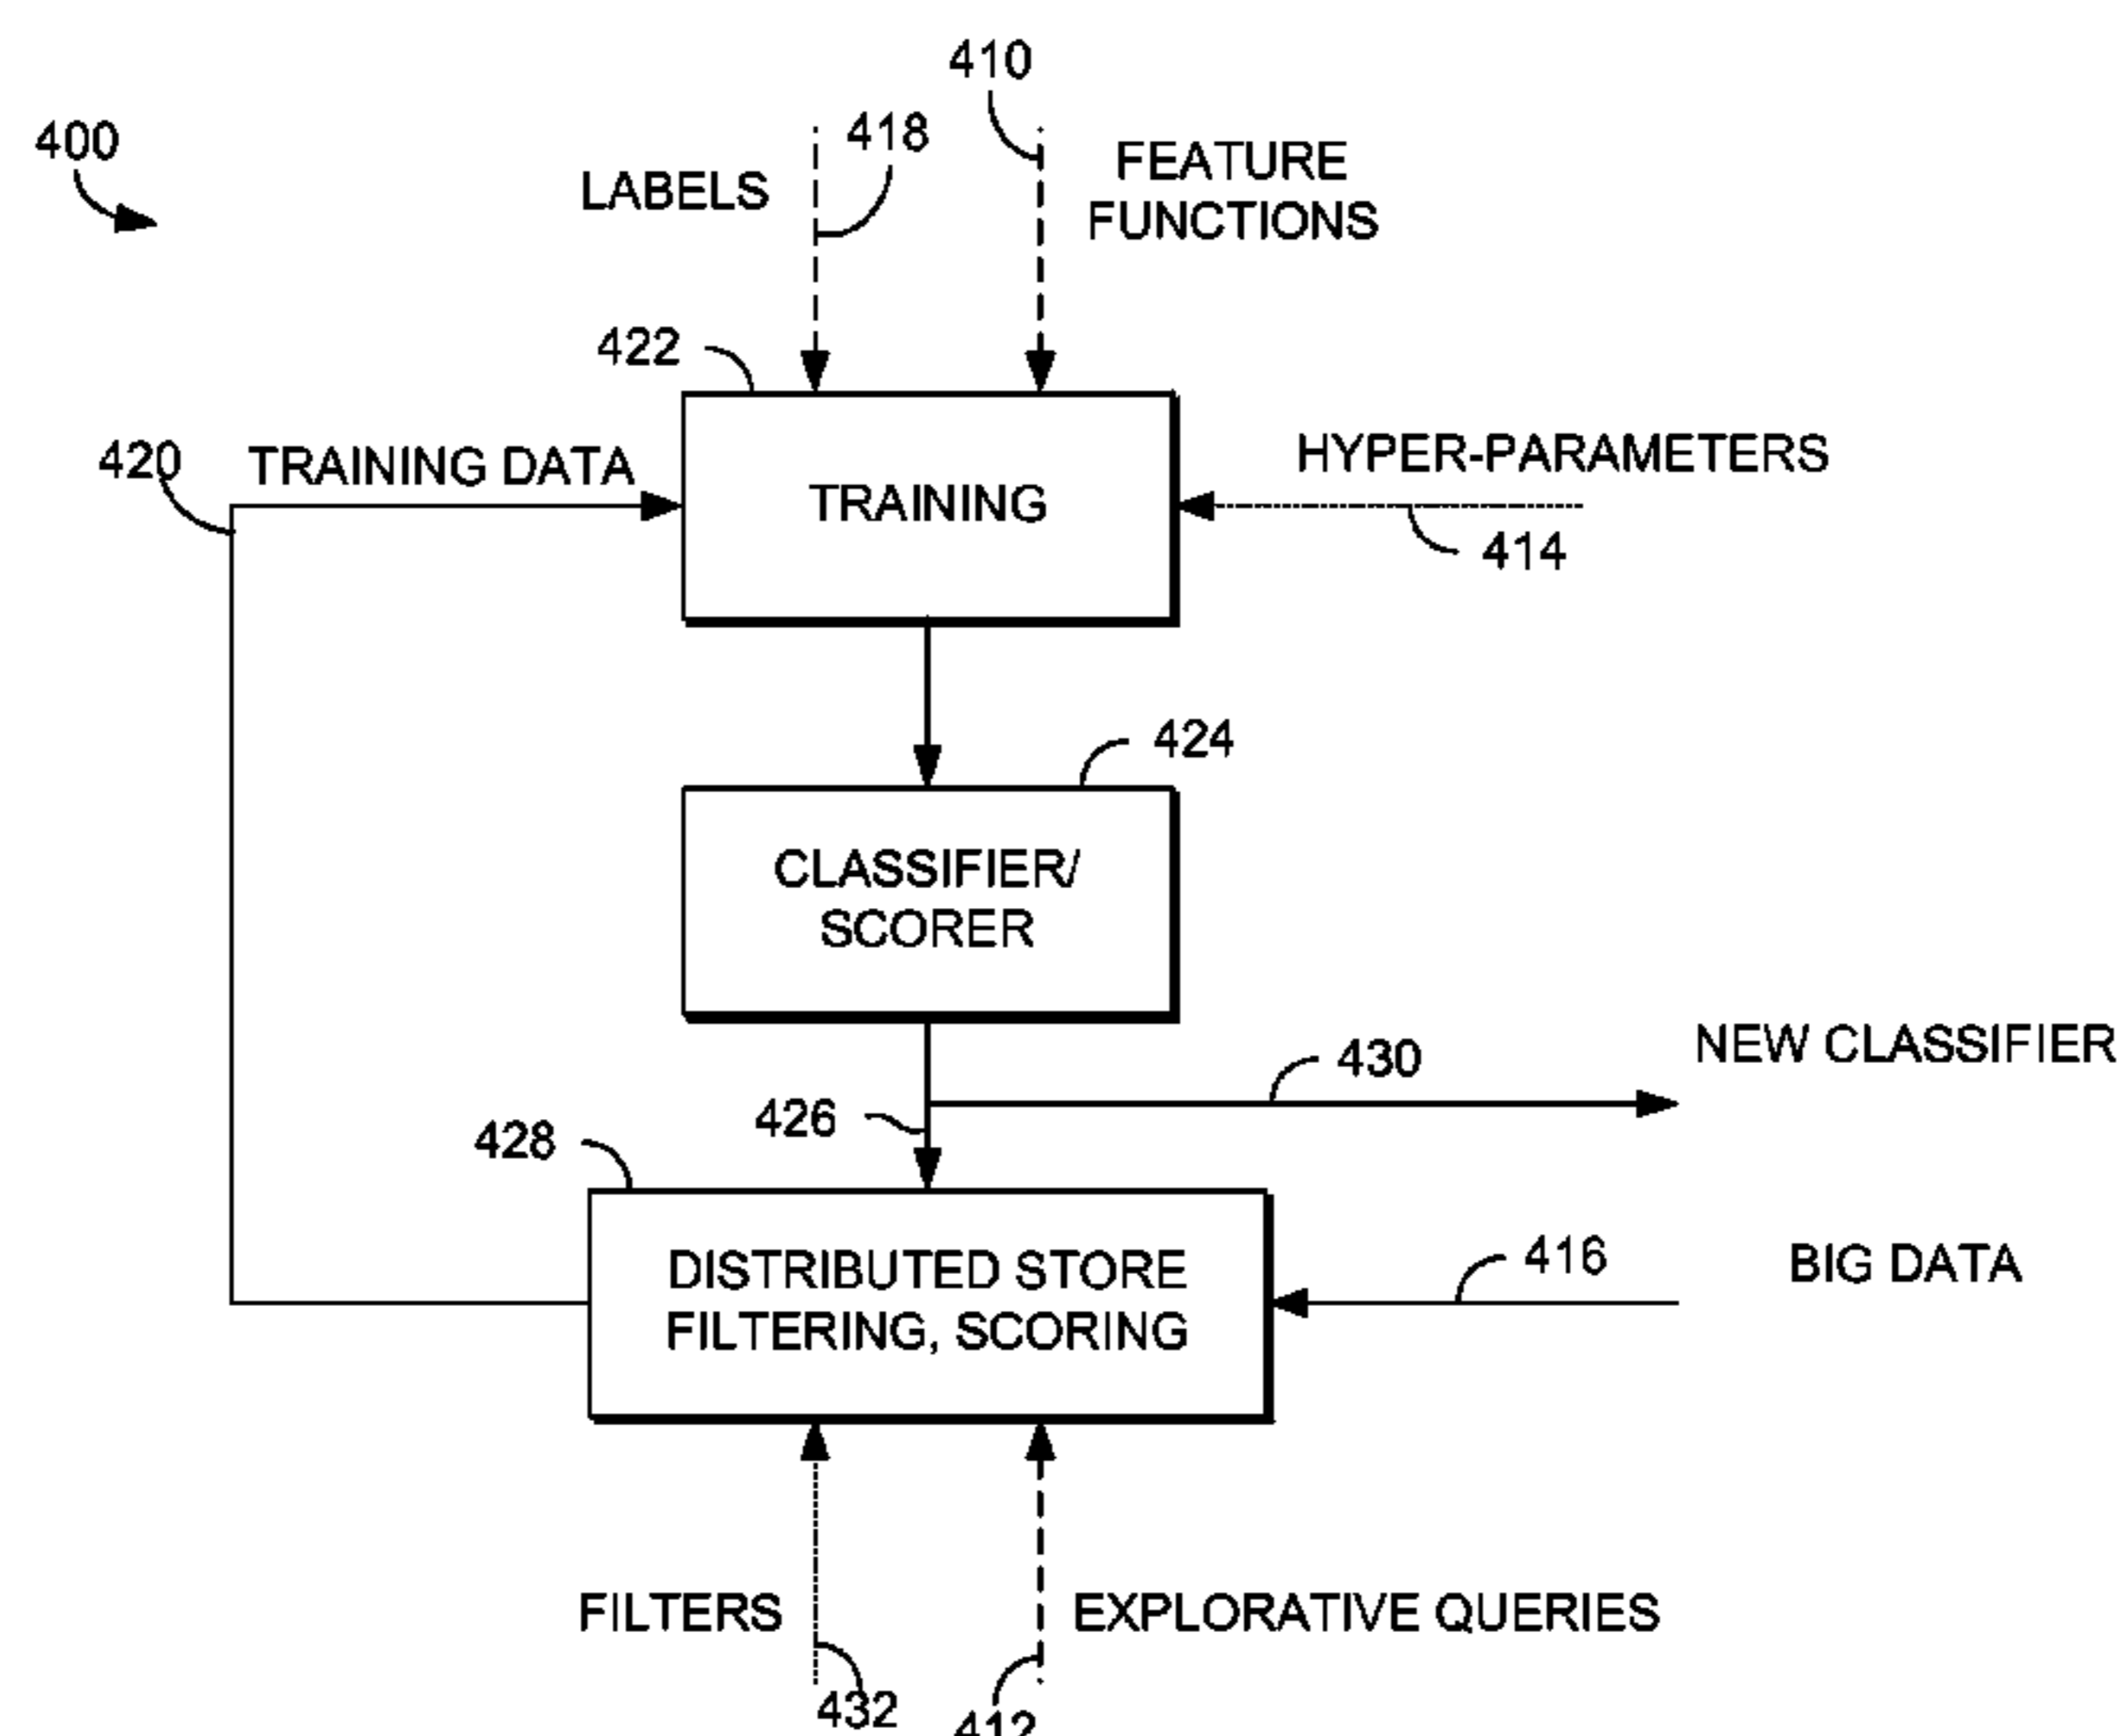 410
400
418
LABELS
FEATURE
FUNCTIONS
422
420
TRAINING DATA
TRAINING
HYPER-PARAMETERS
414
424
CLASSIFIER/
SCORER
NEW CLASSIFIER
430
426
428
DISTRIBUTED STORE
FILTERING, SCORING
416
BIG DATA
FILTERS
EXPLORATIVE QUERIES
432
412